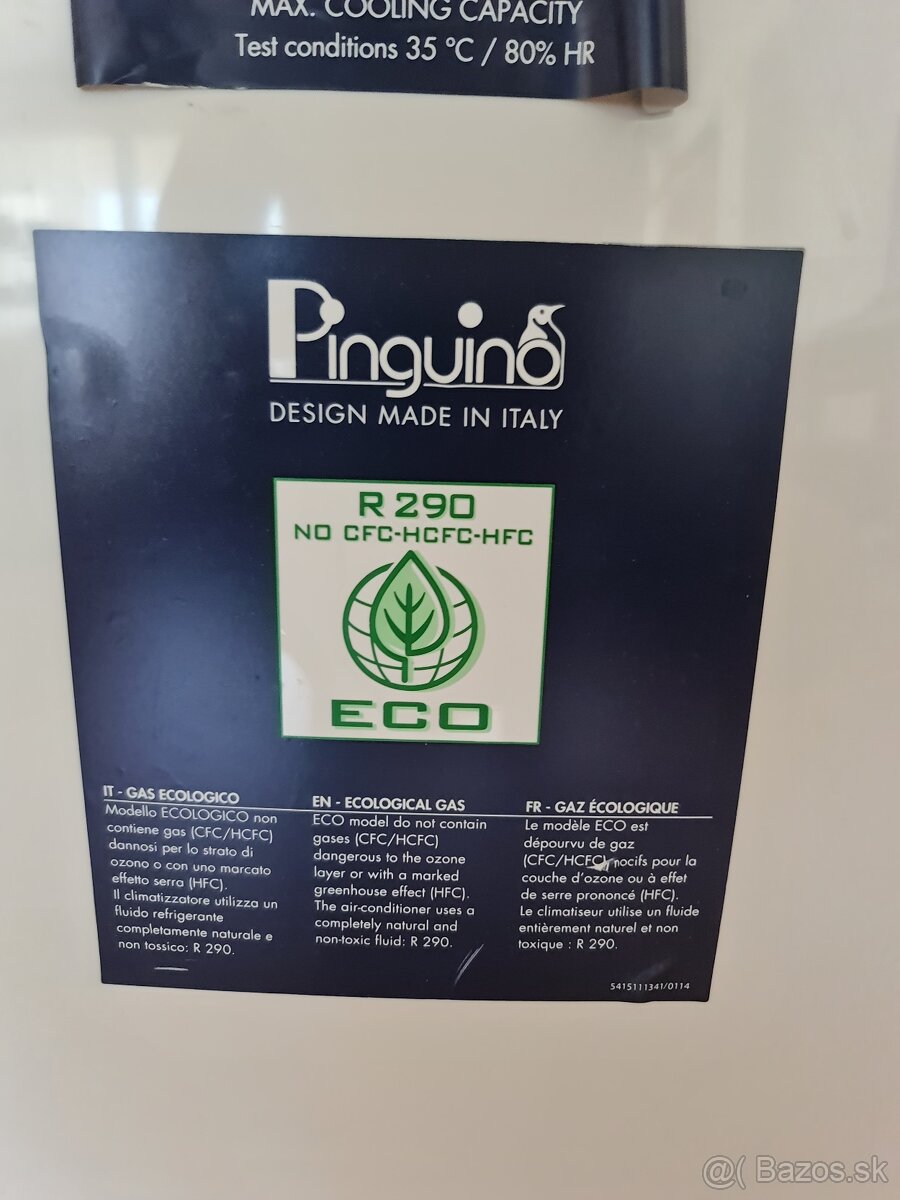 MAX. COOLING CAPACITY
Test conditions 35 °C / 80% HR
Pinguino
DESIGN MADE IN ITALY
R 290
NO CFC-HCFC-HFC
ECO
IT - GAS ECOLOGICO
Modello ECOLOGICO non
contiene gas (CFC/HCFC)
dannosi per lo strato di
ozono o con uno marcato
effetto serra (HFC).
Il climatizzatore utilizza un
fluido refrigerante
completamente naturale e
non tossico: R 290.
EN - ECOLOGICAL GAS
ECO model do not contain
gases (CFC/HCFC)
dangerous to the ozone
layer or with a marked
greenhouse effect (HFC).
The air-conditioner uses a
completely natural and
non-toxic fluid: R 290.
FR - GAZ ÉCOLOGIQUE
Le modèle ECO est
dépourvu de gaz
(CFC/HCFC) nocifs pour la
couche d'ozone ou à effet
de serre prononcé (HFC).
Le climatiseur utilise un fluide
entièrement naturel et non
toxique : R 290.
5415111341/0114
@( Bazos.sk